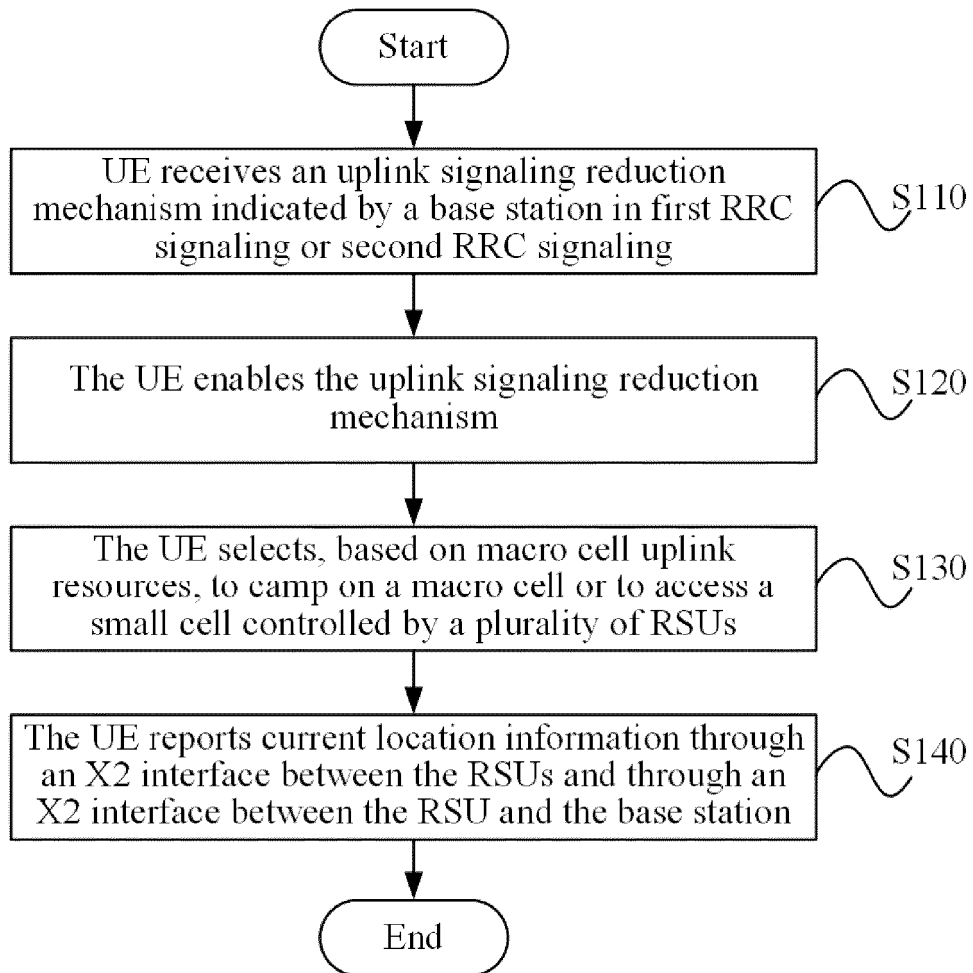 Start
UE receives an uplink signaling reduction
mechanism indicated by a base station in first RRC
signaling or second RRC signaling
S110
The UE enables the uplink signaling reduction
mechanism
S120
The UE selects, based on macro cell uplink
resources, to camp on a macro cell or to access a
small cell controlled by a plurality of RSUs
S130
The UE reports current location information through
an X2 interface between the RSUs and through an
X2 interface between the RSU and the base station
S140
End